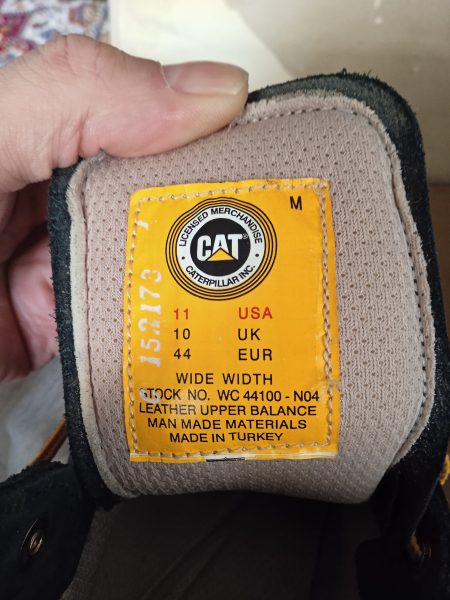 M
LICENSED MERCHANDISE
CAT
CATERPILLAR INC.
11 USA
10 UK
44 EUR
WIDE WIDTH
STOCK NO. WC 44100 - N04
LEATHER UPPER BALANCE
MAN MADE MATERIALS
MADE IN TURKEY
152173